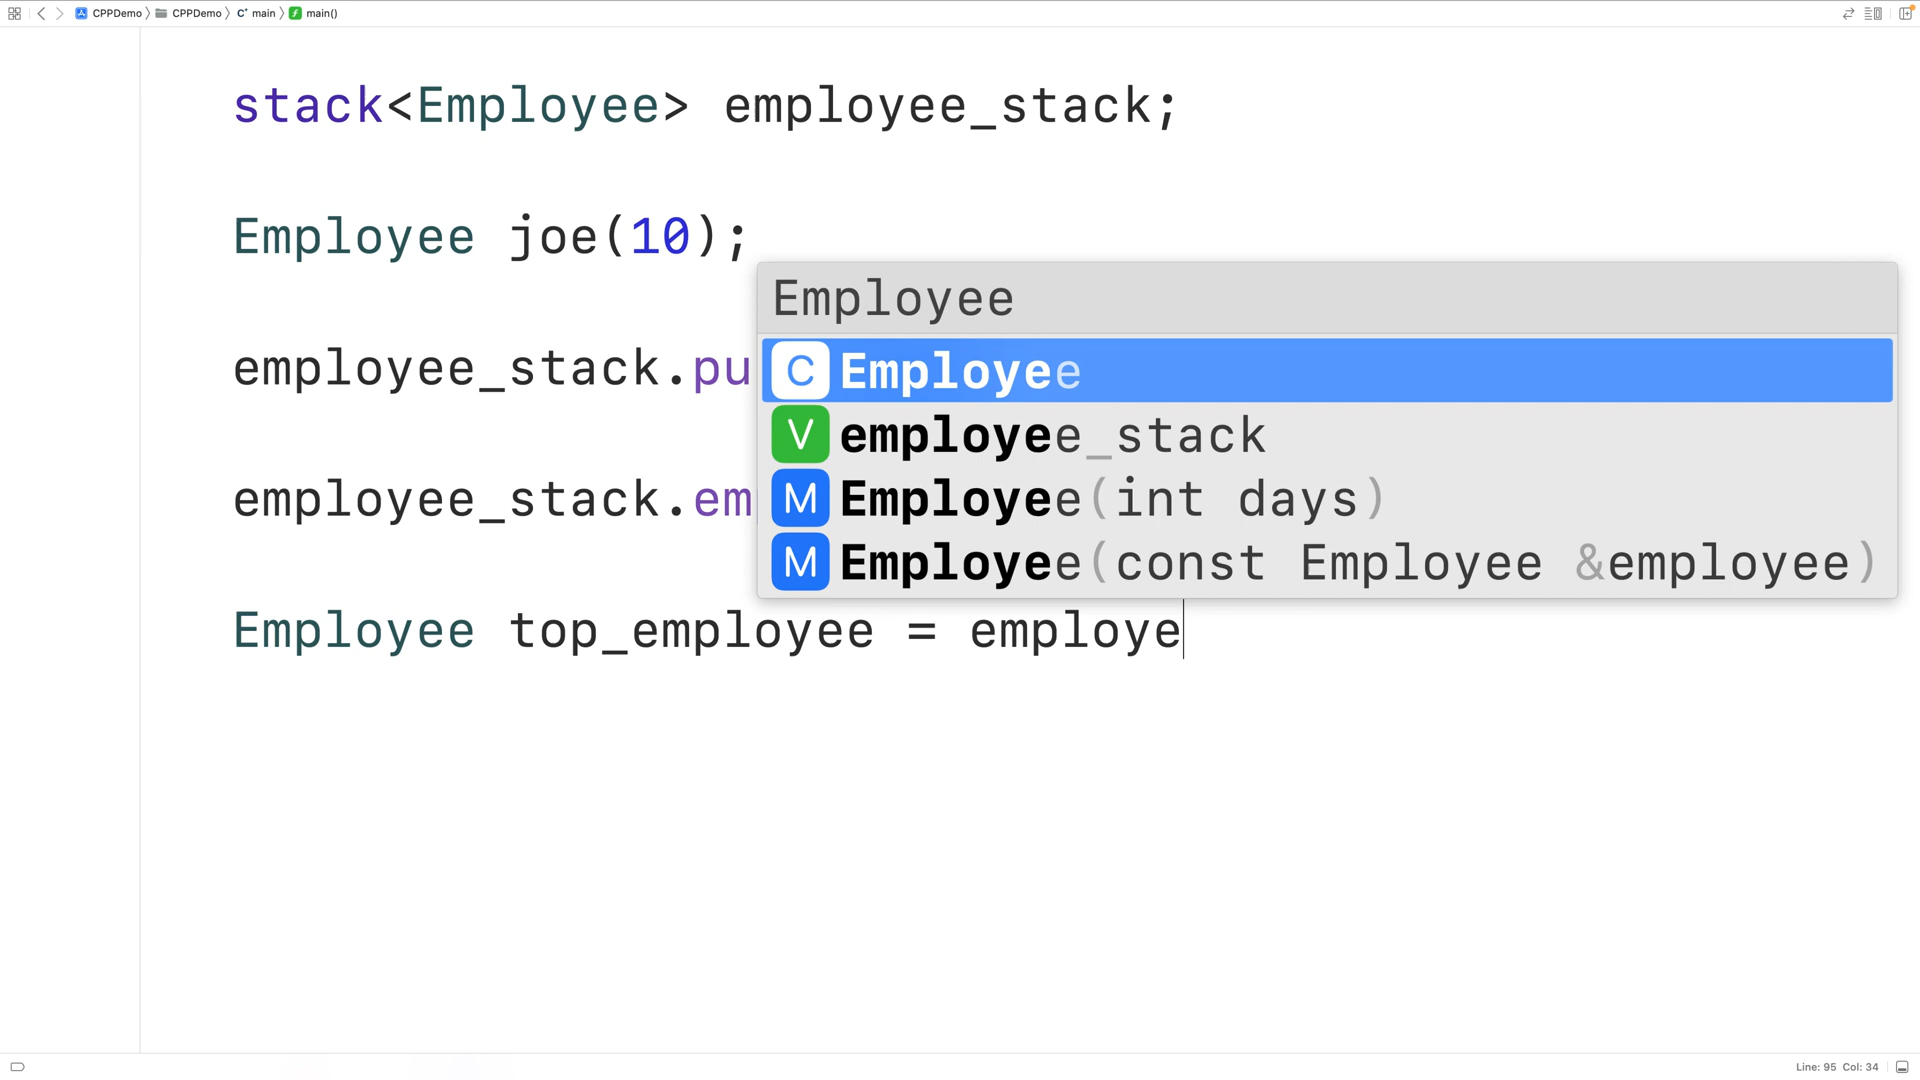 CPPDemo CPPDemo C+ main f main()
stack<Employee> employee_stack;
Employee joe(10);
employee_stack.pu
employee_stack.em
Employee
C Employee
V employee_stack
M Employee(int days)
M Employee(const Employee &employee)
Employee top_employee = employe
Line: 95 Col: 34